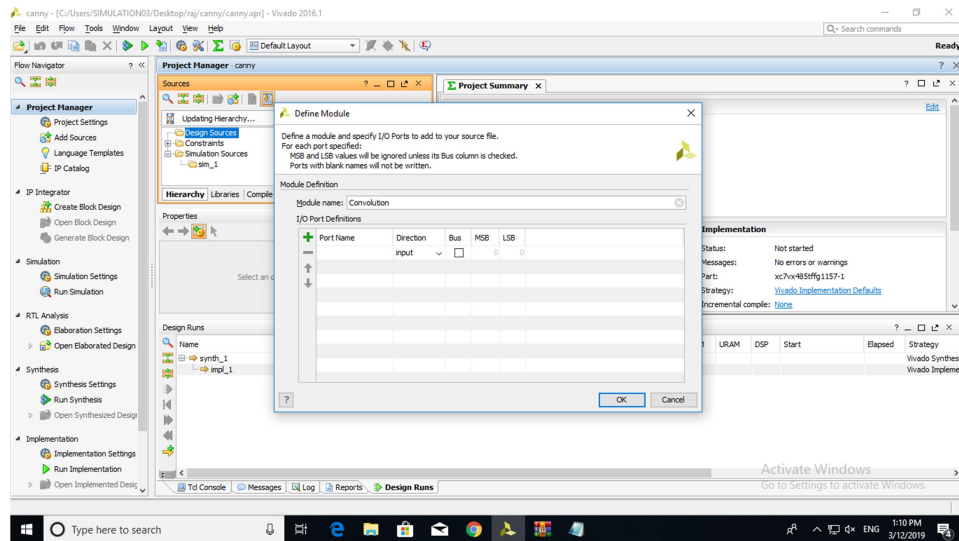 canny - [C:/Users/SIMULATION03/Desktop/raj/canny/canny.xpr] - Vivado 2016.1
File Edit Flow Tools Window Layout View Help
Search commands
Default Layout
Ready
Flow Navigator
Project Manager - canny
Project Manager
Project Settings
Add Sources
Language Templates
IP Catalog
IP Integrator
Create Block Design
Open Block Design
Generate Block Design
Simulation
Simulation Settings
Run Simulation
RTL Analysis
Elaboration Settings
Open Elaborated Design
Synthesis
Synthesis Settings
Run Synthesis
Open Synthesized Desigr
Implementation
Implementation Settings
Run Implementation
Open Implemented Desig
Sources
Updating Hierarchy...
Design Sources
Constraints
Simulation Sources
sim_1
Hierarchy Libraries Compile
Properties
Select an o
Project Summary
Edit
Define Module
Define a module and specify I/O Ports to add to your source file.
For each port specified:
MSB and LSB values will be ignored unless its Bus column is checked.
Ports with blank names will not be written.
Module Definition
Module name: Convolution
I/O Port Definitions
Port Name Direction Bus MSB LSB
input 0 0
? OK Cancel
Implementation
Status: Not started
Messages: No errors or warnings
Part: xc7vx485tffg1157-1
Strategy: Vivado Implementation Defaults
Incremental compile: None
Design Runs
Name URAM DSP Start Elapsed Strategy
synth_1 Vivado Synthes
impl_1 Vivado Impleme
Tcl Console Messages Log Reports Design Runs
Activate Windows
Go to Settings to activate Windows.
Type here to search
ENG
1:10 PM
3/12/2019
4